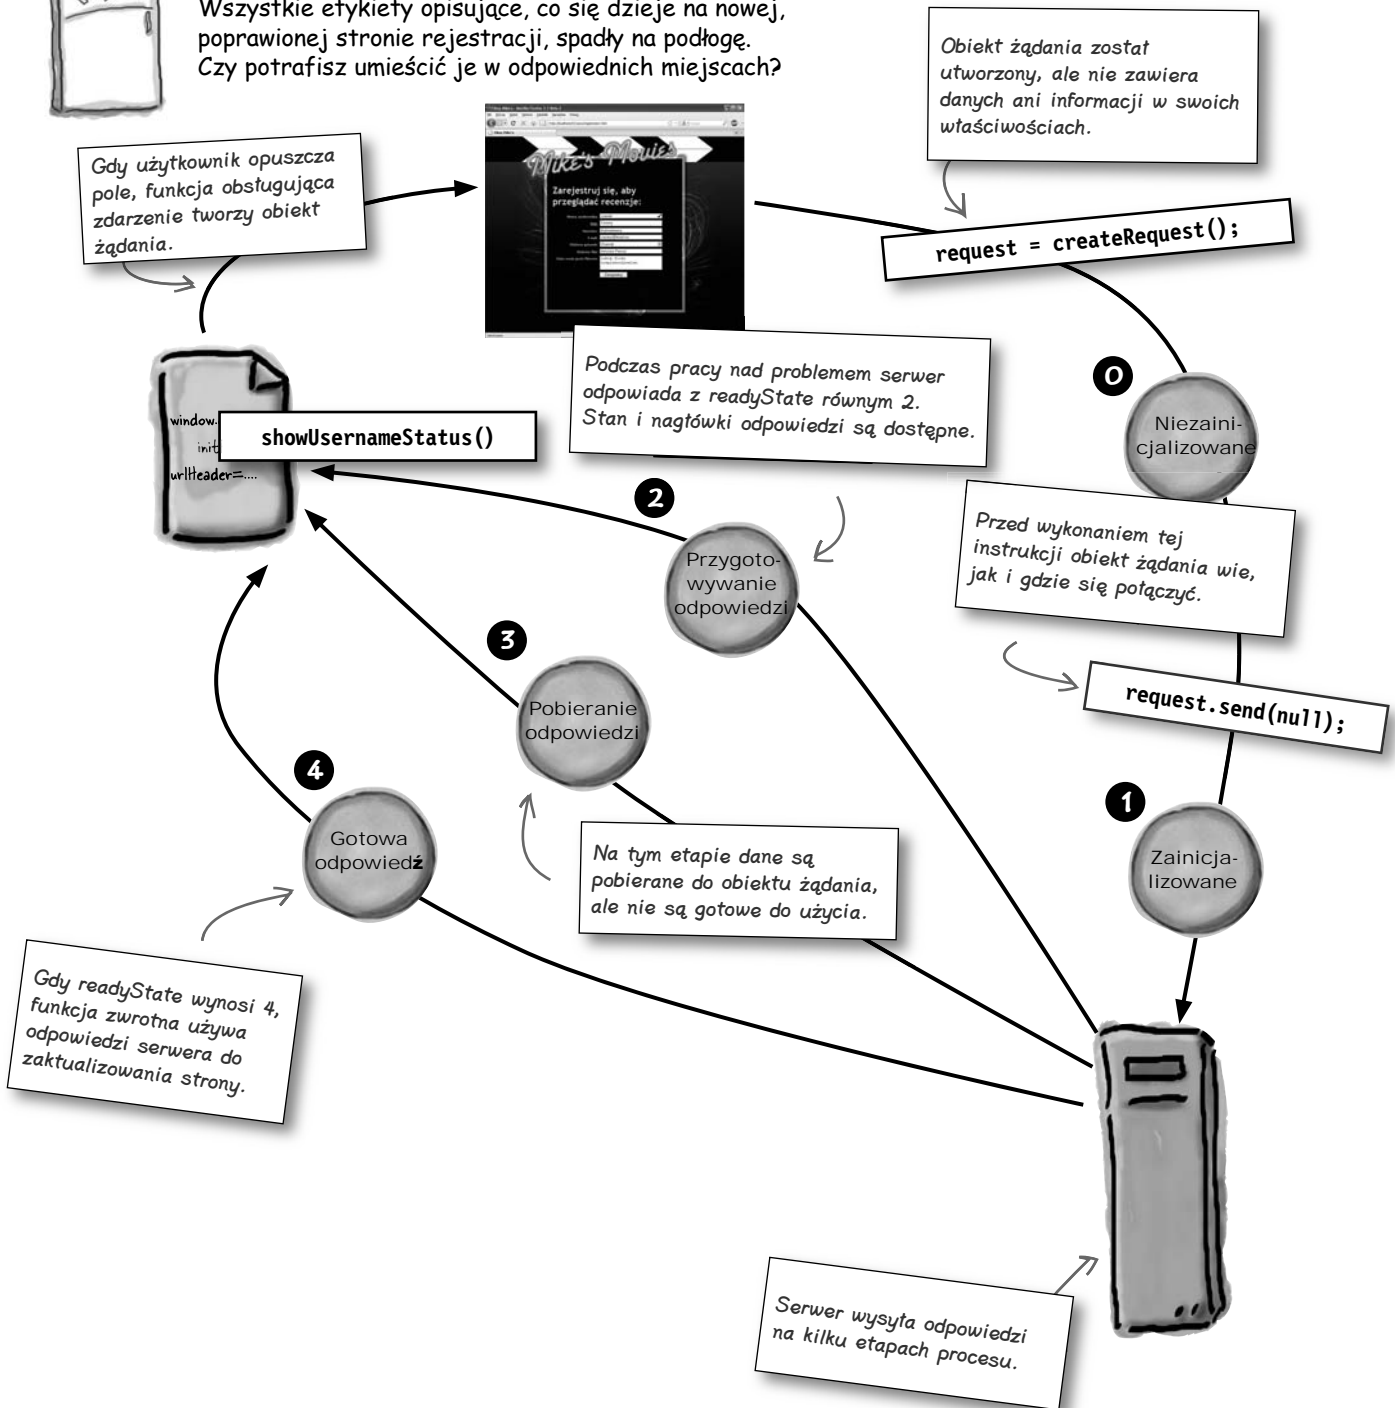 Wszystkie etykiety opisujące, co się dzieje na nowej,
poprawionej stronie rejestracji, spadły na podłogę.
Czy potrafisz umieścić je w odpowiednich miejscach?
Obiekt żądania został
utworzony, ale nie zawiera
danych ani informacji w swoich
właściwościach.
Gdy użytkownik opuszcza
pole, funkcja obsługująca
zdarzenie tworzy obiekt
żądania.
Mike's Movies
Zarejestruj się, aby
przeglądać recenzje:
request = createRequest();
0
Niezaini-
cjalizowane
Podczas pracy nad problemem serwer
odpowiada z readyState równym 2.
Stan i nagłówki odpowiedzi są dostępne.
window.
init
urlHeader=....
showUsernameStatus()
2
Przygoto-
wywanie
odpowiedzi
Przed wykonaniem tej
instrukcji obiekt żądania wie,
jak i gdzie się połączyć.
request.send(null);
3
Pobieranie
odpowiedzi
4
Gotowa
odpowiedź
1
Zainicja-
lizowane
Na tym etapie dane są
pobierane do obiektu żądania,
ale nie są gotowe do użycia.
Gdy readyState wynosi 4,
funkcja zwrotna używa
odpowiedzi serwera do
zaktualizowania strony.
Serwer wysyła odpowiedzi
na kilku etapach procesu.